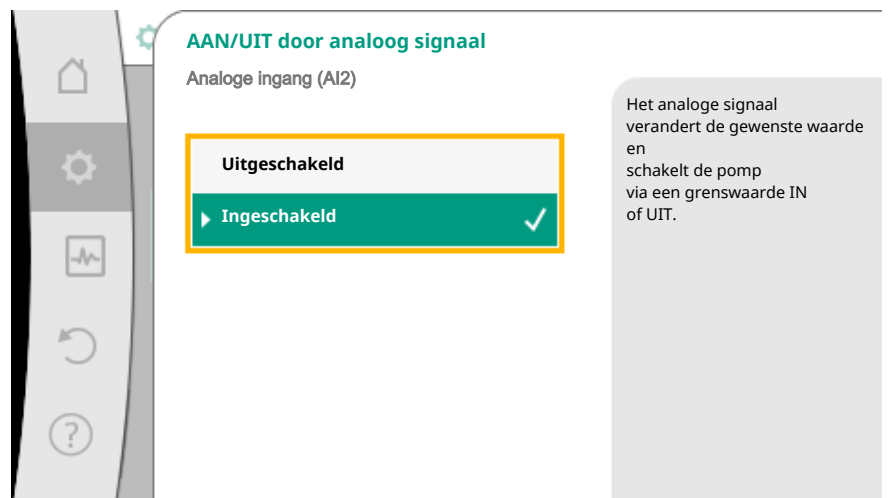 AAN/UIT door analoog signaal
Analoge ingang (AI2)
Uitgeschakeld
Ingeschakeld
Het analoge signaal
verandert de gewenste waarde
en
schakelt de pomp
via een grenswaarde IN
of UIT.
?